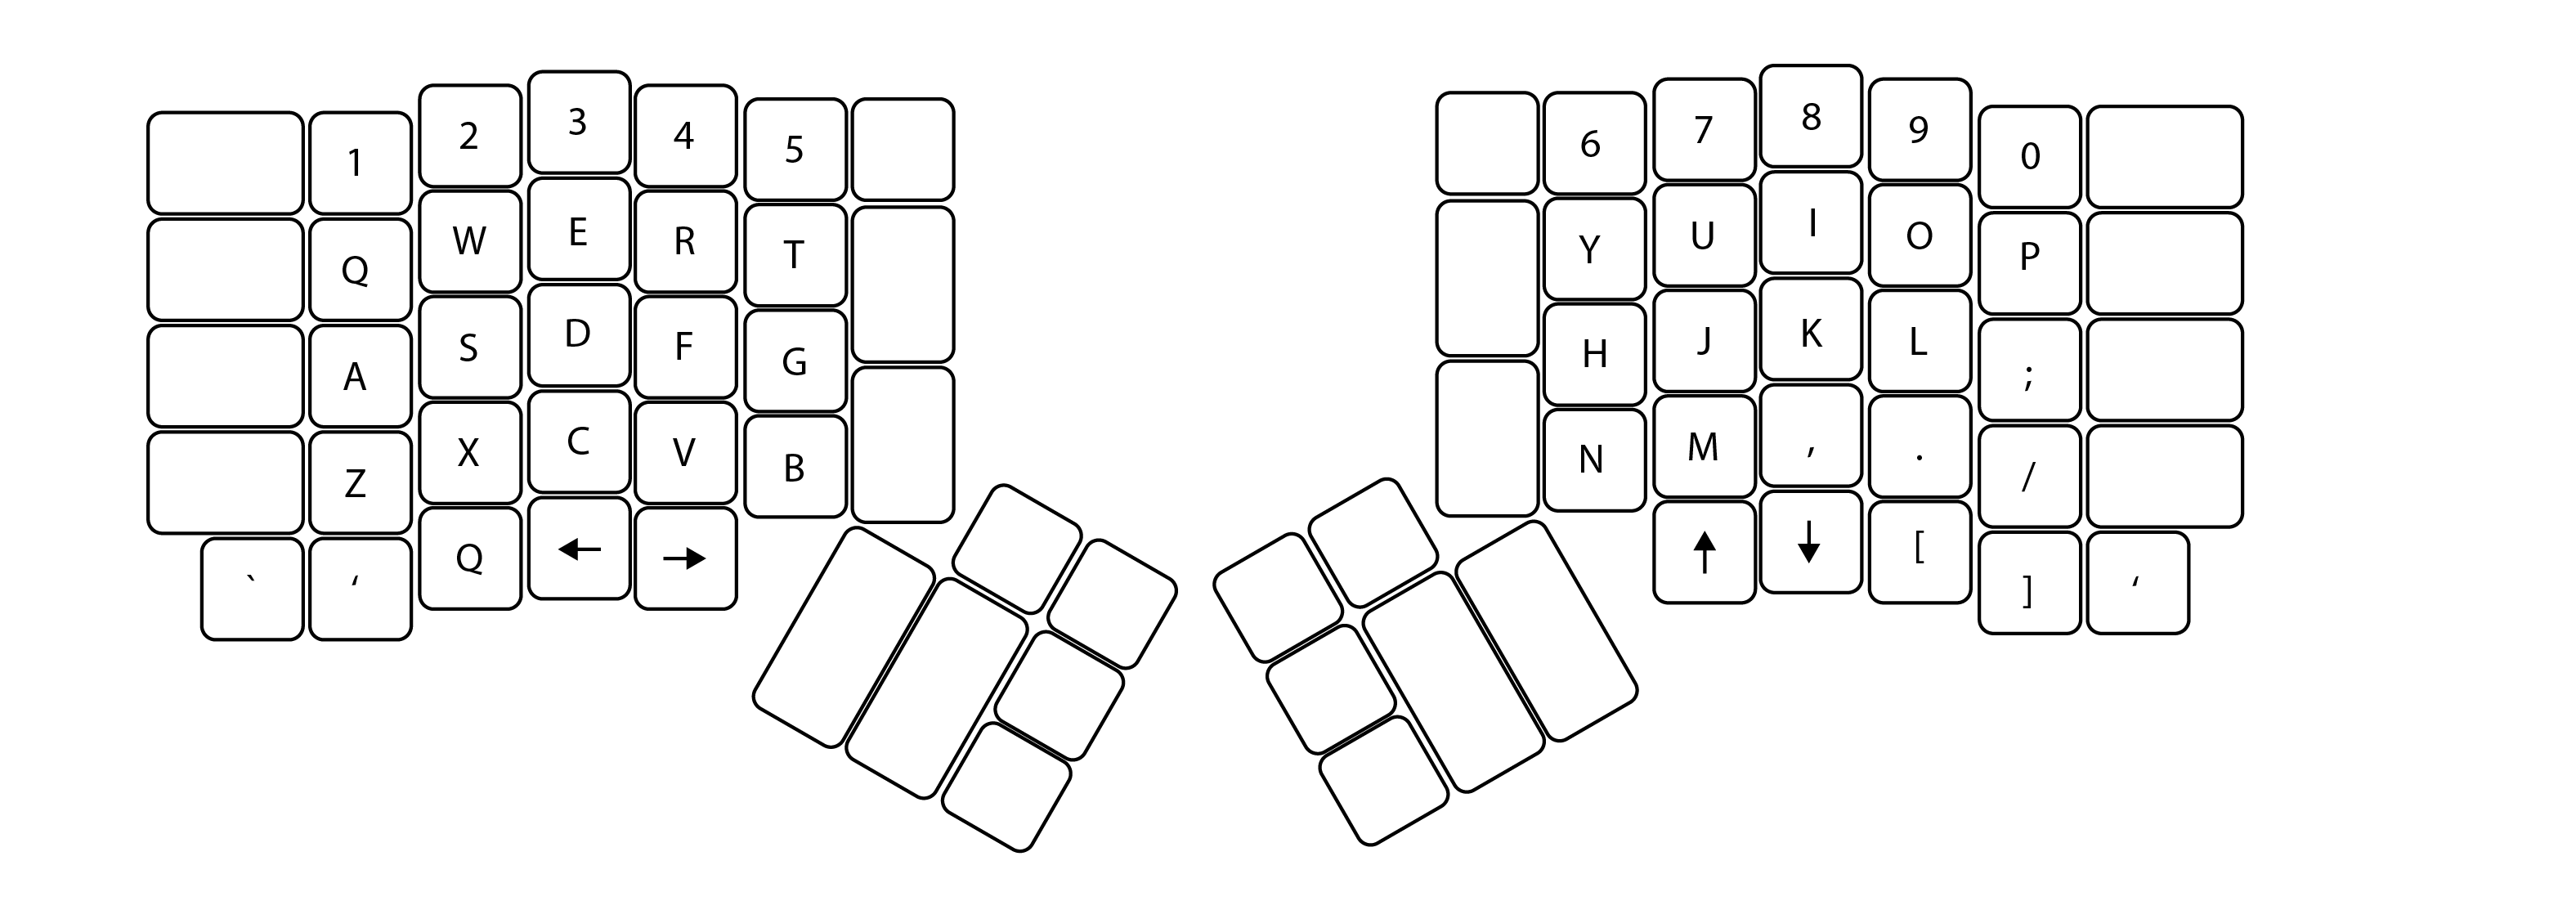 1 2 3 4 5 6 7 8 9 0
Q W E R T Y U I O P
A S D F G H J K L ;
Z X C V B N M , . /
` ‘ Q ← → ↑ ↓ [ ] ‘